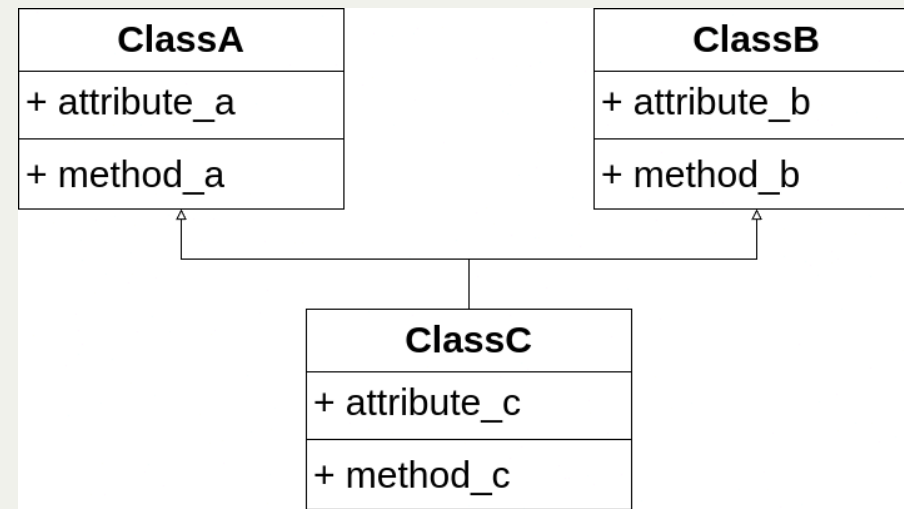 ClassA
+ attribute_a
+ method_a
ClassB
+ attribute_b
+ method_b
ClassC
+ attribute_c
+ method_c